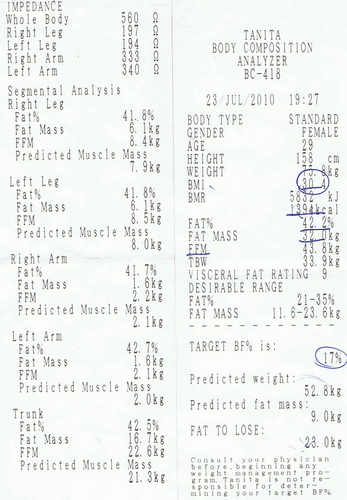 IMPEDANCE
Whole Body 560 Ω
Right Leg 197 Ω
Left Leg 194 Ω
Right Arm 333 Ω
Left Arm 340 Ω
Segmental Analysis
Right Leg
Fat% 41.8%
Fat Mass 6.1kg
FFM 8.4kg
Predicted Muscle Mass
7.9kg
Left Leg
Fat% 41.8%
Fat Mass 6.1kg
FFM 8.5kg
Predicted Muscle Mass
8.0kg
Right Arm
Fat% 41.7%
Fat Mass 1.6kg
FFM 2.2kg
Predicted Muscle Mass
2.1kg
Left Arm
Fat% 42.7%
Fat Mass 1.6kg
FFM 2.1kg
Predicted Muscle Mass
2.0kg
Trunk
Fat% 42.5%
Fat Mass 16.7kg
FFM 22.6kg
Predicted Muscle Mass
21.3kg
TANITA
BODY COMPOSITION
ANALYZER
BC-418
23/JUL/2010 19:27
BODY TYPE STANDARD
GENDER FEMALE
AGE 29
HEIGHT 158 cm
WEIGHT 75.8kg
BMI 30.4
BMR 5832 kJ
1394kcal
FAT% 42.2%
FAT MASS 32.0kg
FFM 43.8kg
TBW 33.9kg
VISCERAL FAT RATING 9
DESIRABLE RANGE
FAT% 21-35%
FAT MASS 11.6-23.6kg
- - - - - - - - - - - - - - -
TARGET BF% is:
17%
Predicted weight:
52.8kg
Predicted fat mass:
9.0kg
FAT TO LOSE:
23.0kg
Consult your physician
before beginning any
weight management pro-
gram. Tanita is not re-
sponsible for deter-
mining your target BF%.